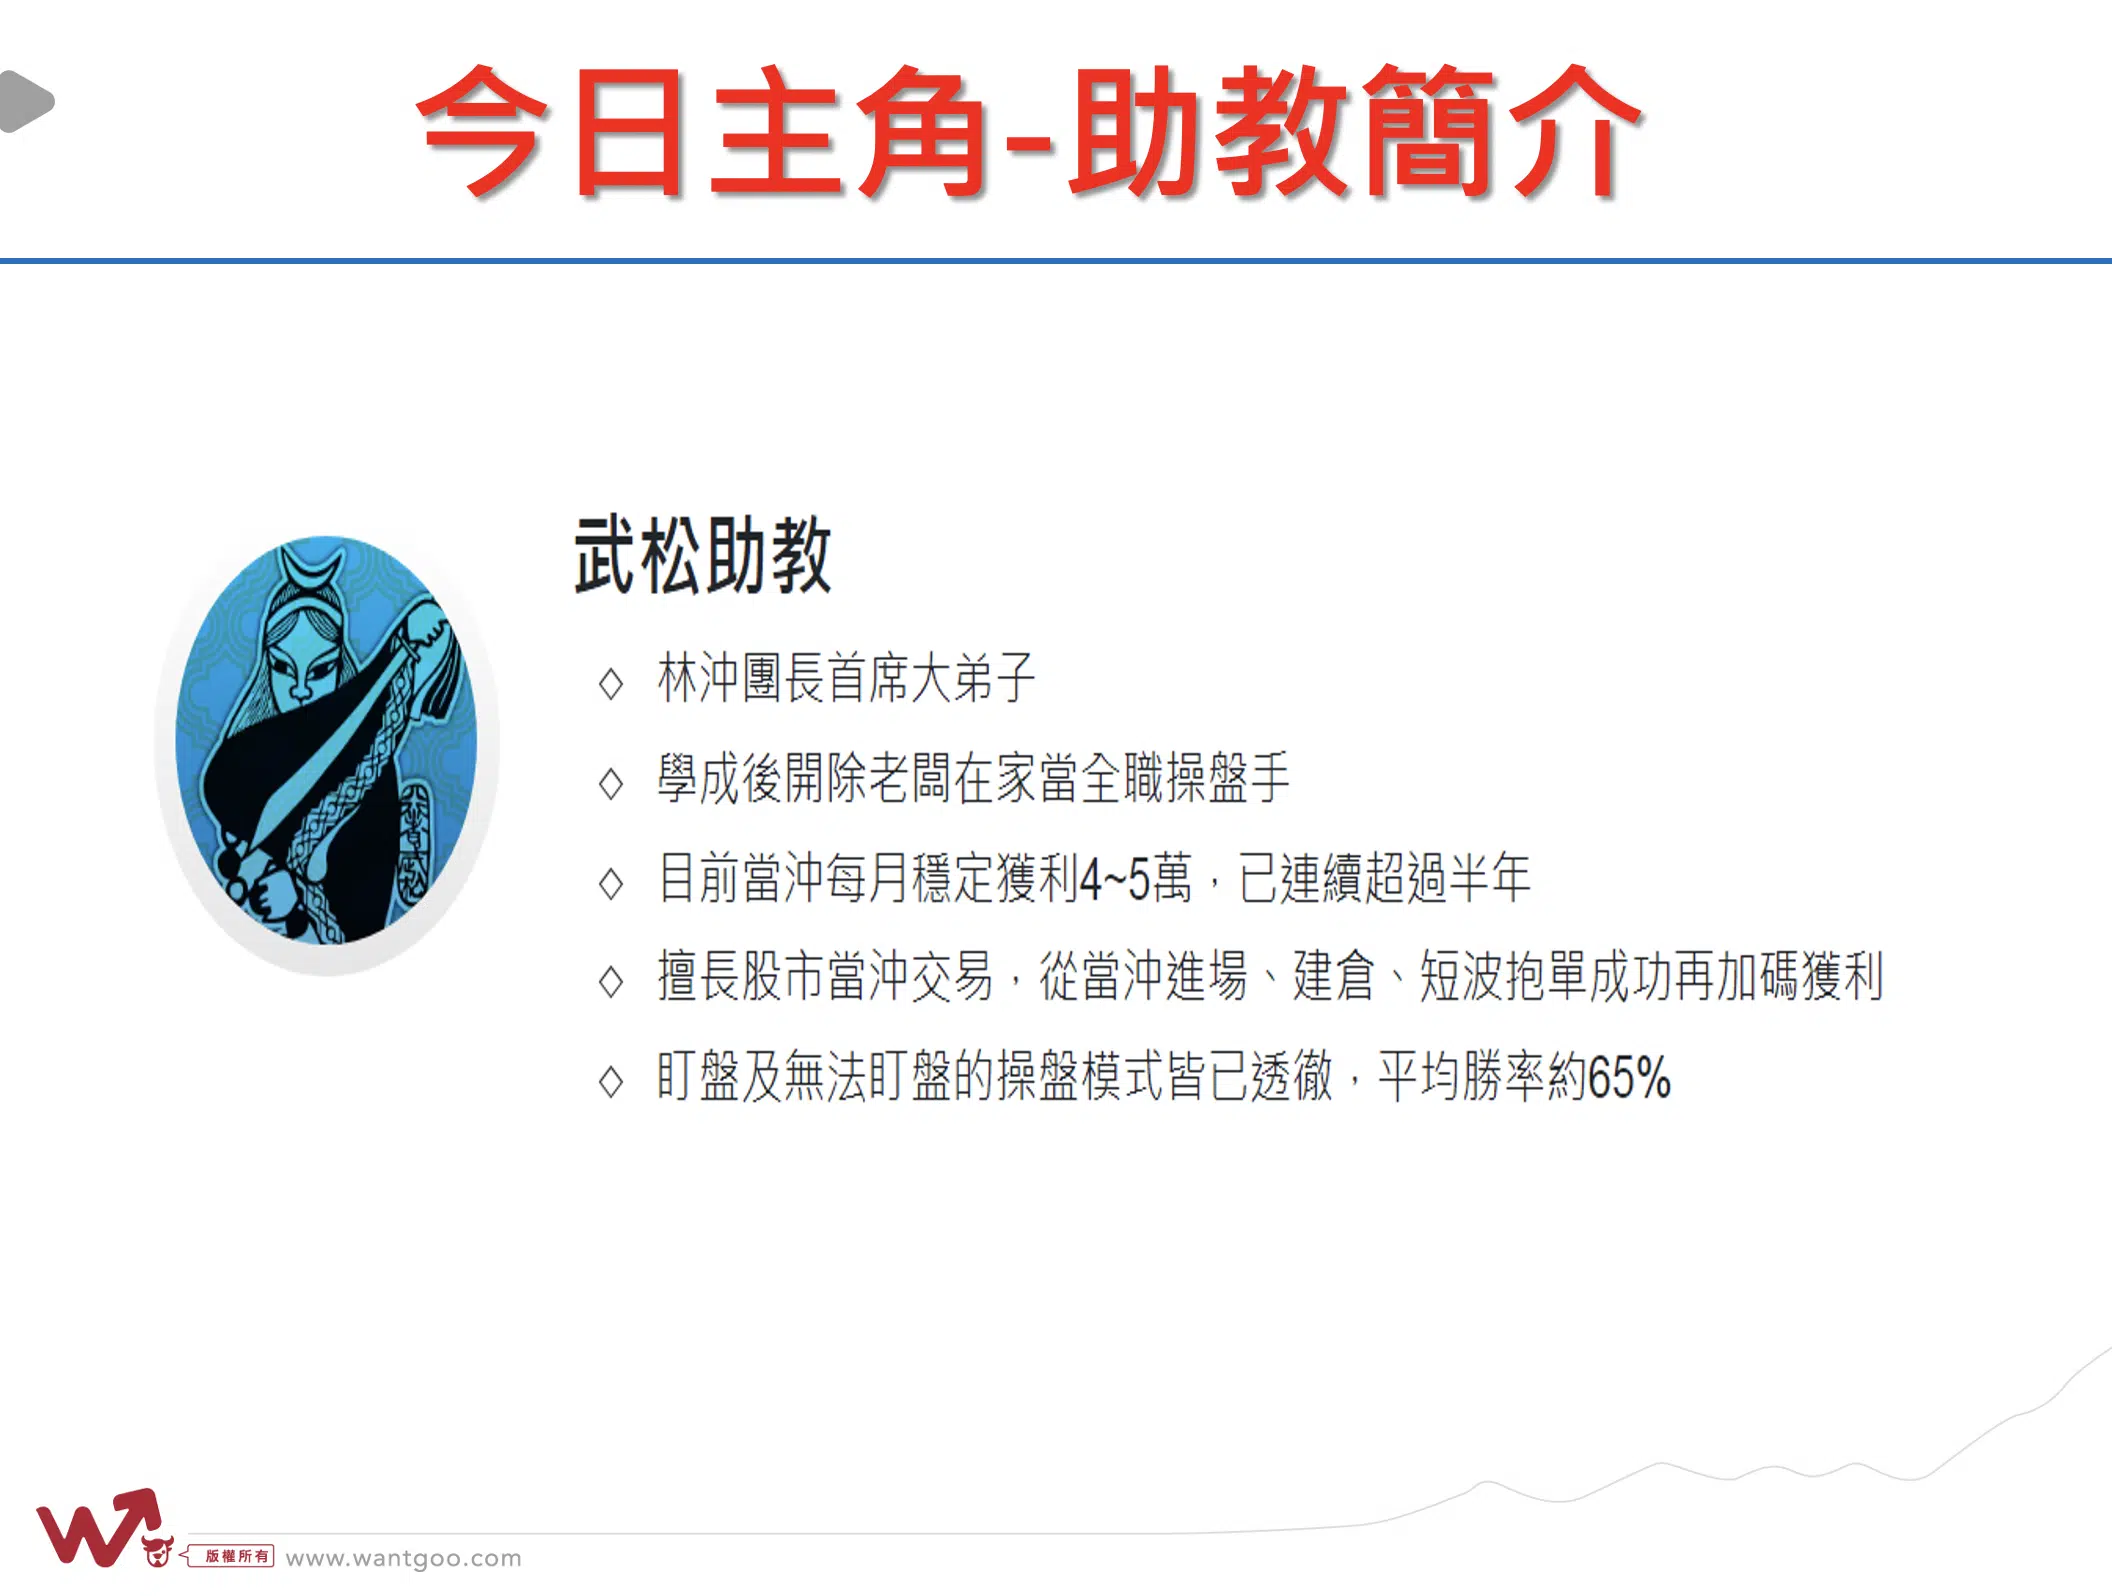 今日主角-助教簡介
武松助教
◇ 林沖團長首席大弟子
◇ 學成後開除老闆在家當全職操盤手
◇ 目前當沖每月穩定獲利4~5萬，已連續超過半年
◇ 擅長股市當沖交易，從當沖進場、建倉、短波抱單成功再加碼獲利
◇ 盯盤及無法盯盤的操盤模式皆已透徹，平均勝率約65%
版權所有 www.wantgoo.com